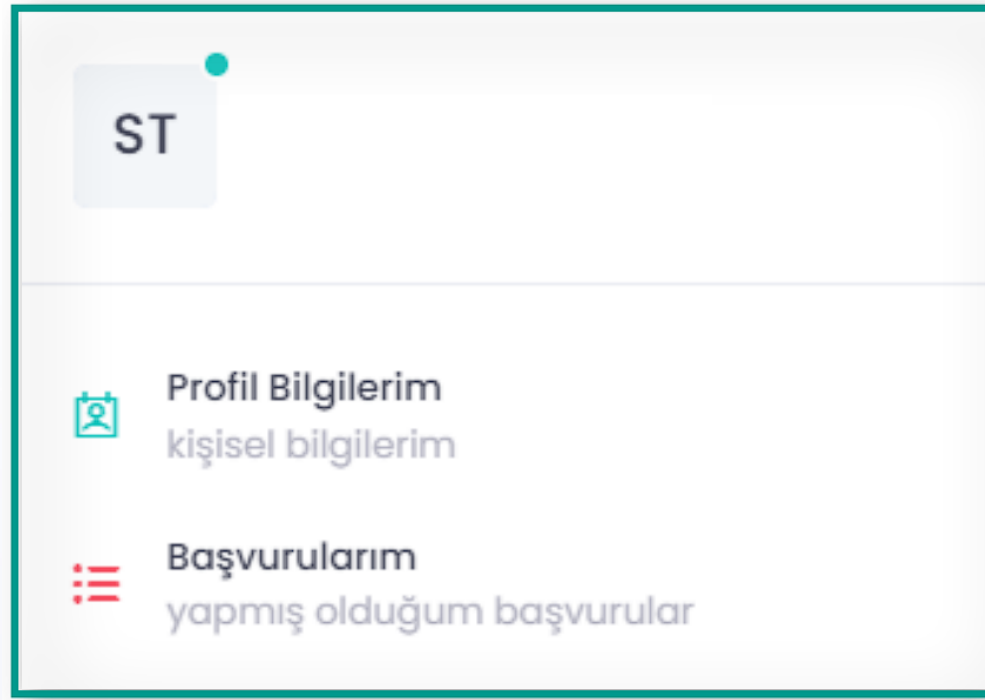 ST
Profil Bilgilerim
kişisel bilgilerim
Başvurularım
yapmış olduğum başvurular